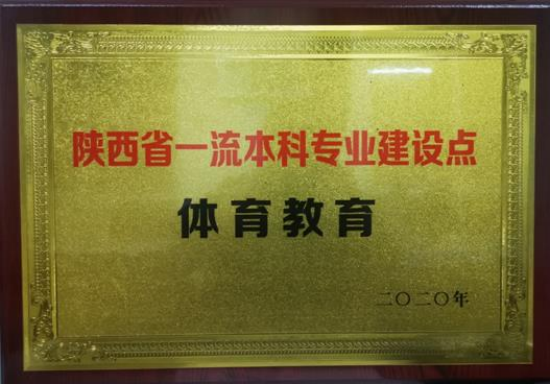 陕西省一流本科专业建设点
体育教育
二〇二〇年